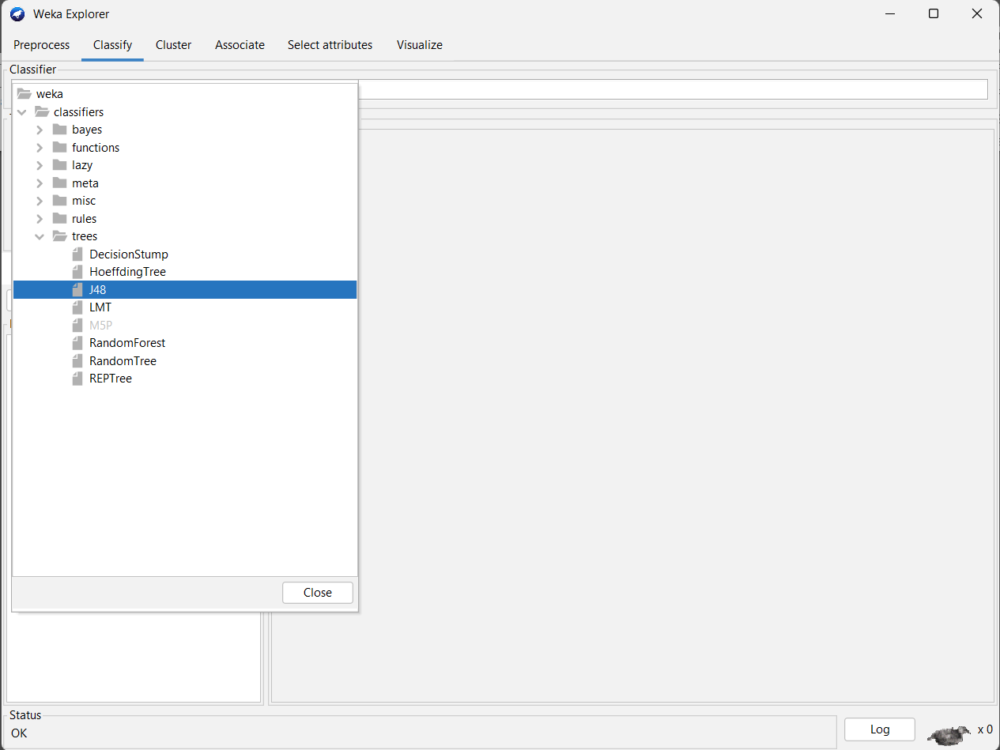 Weka Explorer
Preprocess Classify Cluster Associate Select attributes Visualize
Classifier
weka
classifiers
bayes
functions
lazy
meta
misc
rules
trees
DecisionStump
HoeffdingTree
J48
LMT
M5P
RandomForest
RandomTree
REPTree
Close
Status
OK
Log
x 0